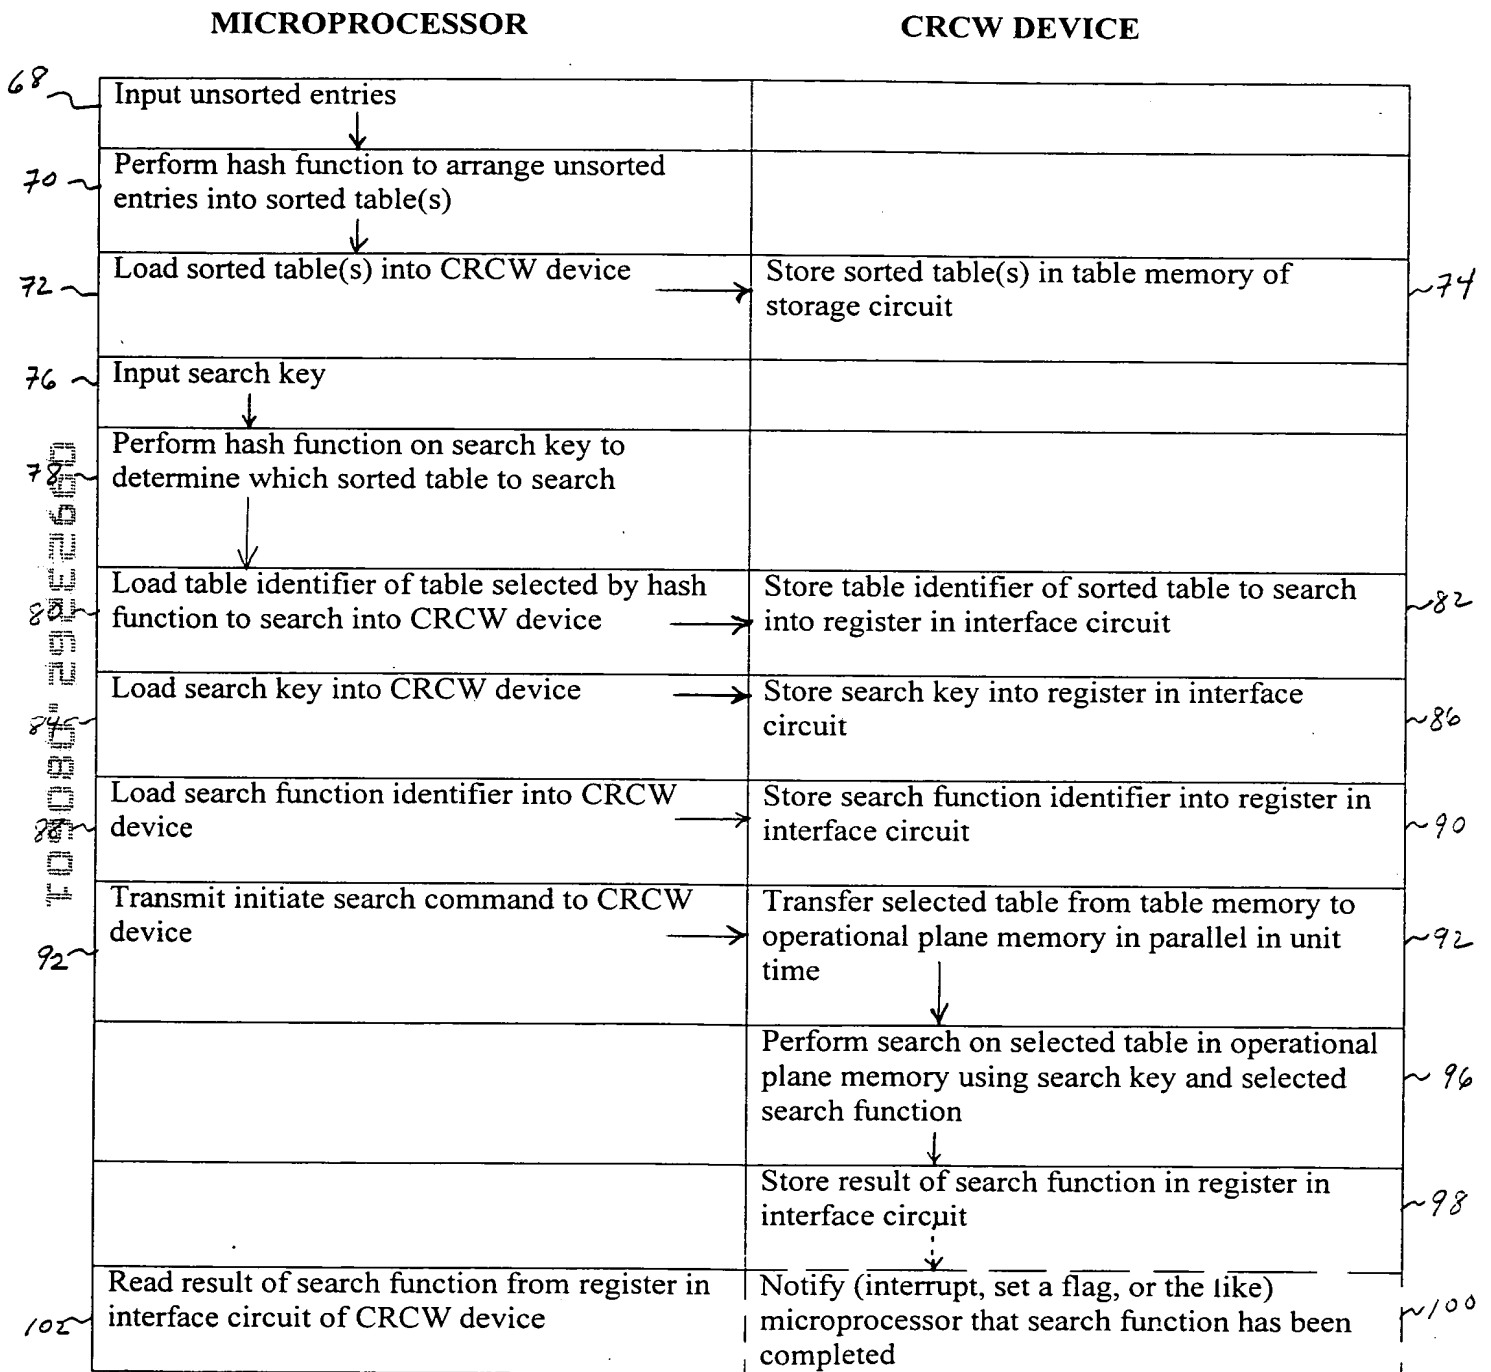 MICROPROCESSOR
CRCW DEVICE
68
Input unsorted entries
70
Perform hash function to arrange unsorted
entries into sorted table(s)
72
Load sorted table(s) into CRCW device
Store sorted table(s) in table memory of
storage circuit
74
76
Input search key
78
Perform hash function on search key to
determine which sorted table to search
80
Load table identifier of table selected by hash
function to search into CRCW device
Store table identifier of sorted table to search
into register in interface circuit
82
84
Load search key into CRCW device
Store search key into register in interface
circuit
86
88
Load search function identifier into CRCW
device
Store search function identifier into register in
interface circuit
90
92
Transmit initiate search command to CRCW
device
Transfer selected table from table memory to
operational plane memory in parallel in unit
time
92
Perform search on selected table in operational
plane memory using search key and selected
search function
96
Store result of search function in register in
interface circuit
98
102
Read result of search function from register in
interface circuit of CRCW device
Notify (interrupt, set a flag, or the like)
microprocessor that search function has been
completed
100